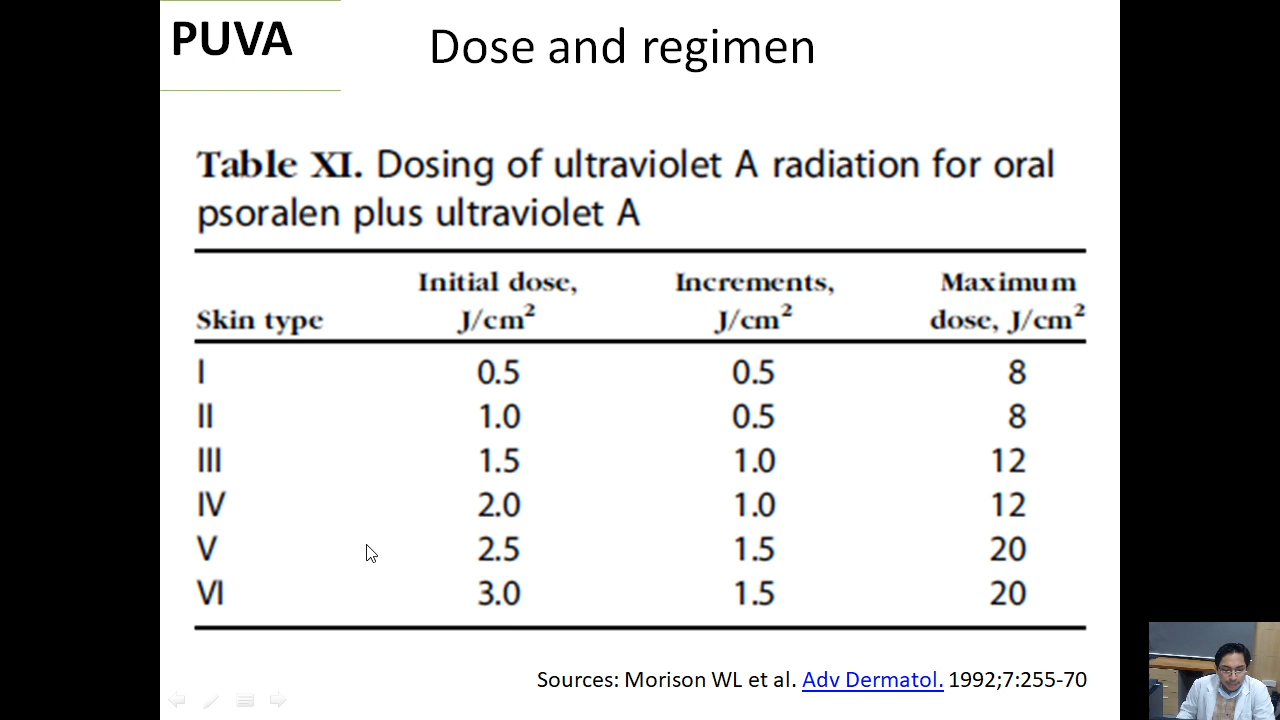 PUVA
Dose and regimen
Table XI. Dosing of ultraviolet A radiation for oral
psoralen plus ultraviolet A
Skin type Initial dose, J/cm² Increments, J/cm² Maximum dose, J/cm²
I 0.5 0.5 8
II 1.0 0.5 8
III 1.5 1.0 12
IV 2.0 1.0 12
V 2.5 1.5 20
VI 3.0 1.5 20
Sources: Morison WL et al. Adv Dermatol. 1992;7:255-70